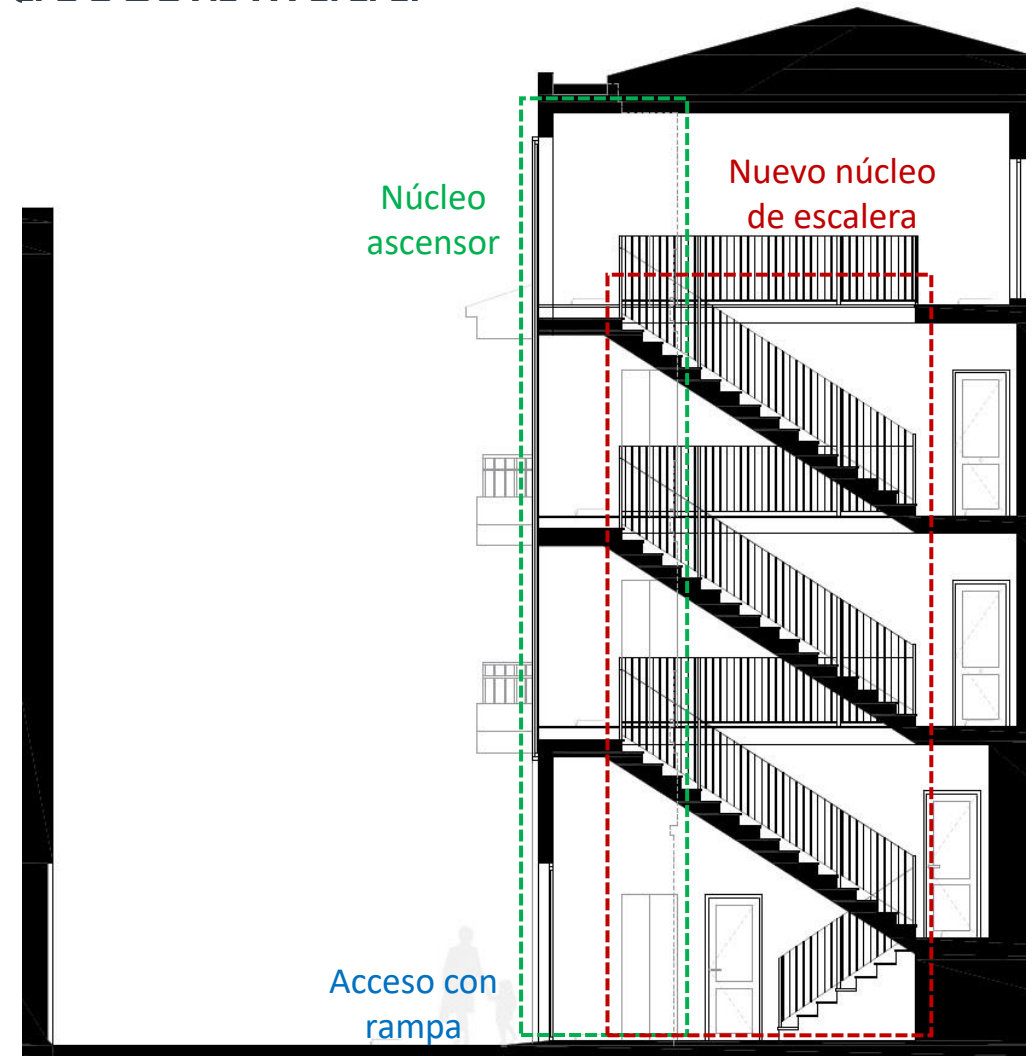 Nuevo núcleo
de escalera
Núcleo
ascensor
Acceso con
rampa